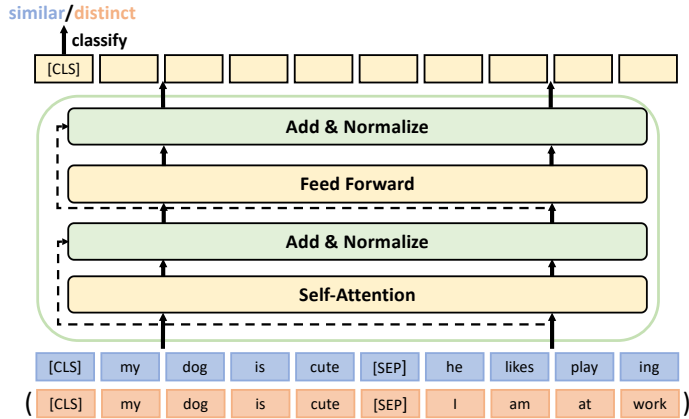 similar/distinct
classify
[CLS]
Add & Normalize
Feed Forward
Add & Normalize
Self-Attention
[CLS] my dog is cute [SEP] he likes play ing
( [CLS] my dog is cute [SEP] I am at work )